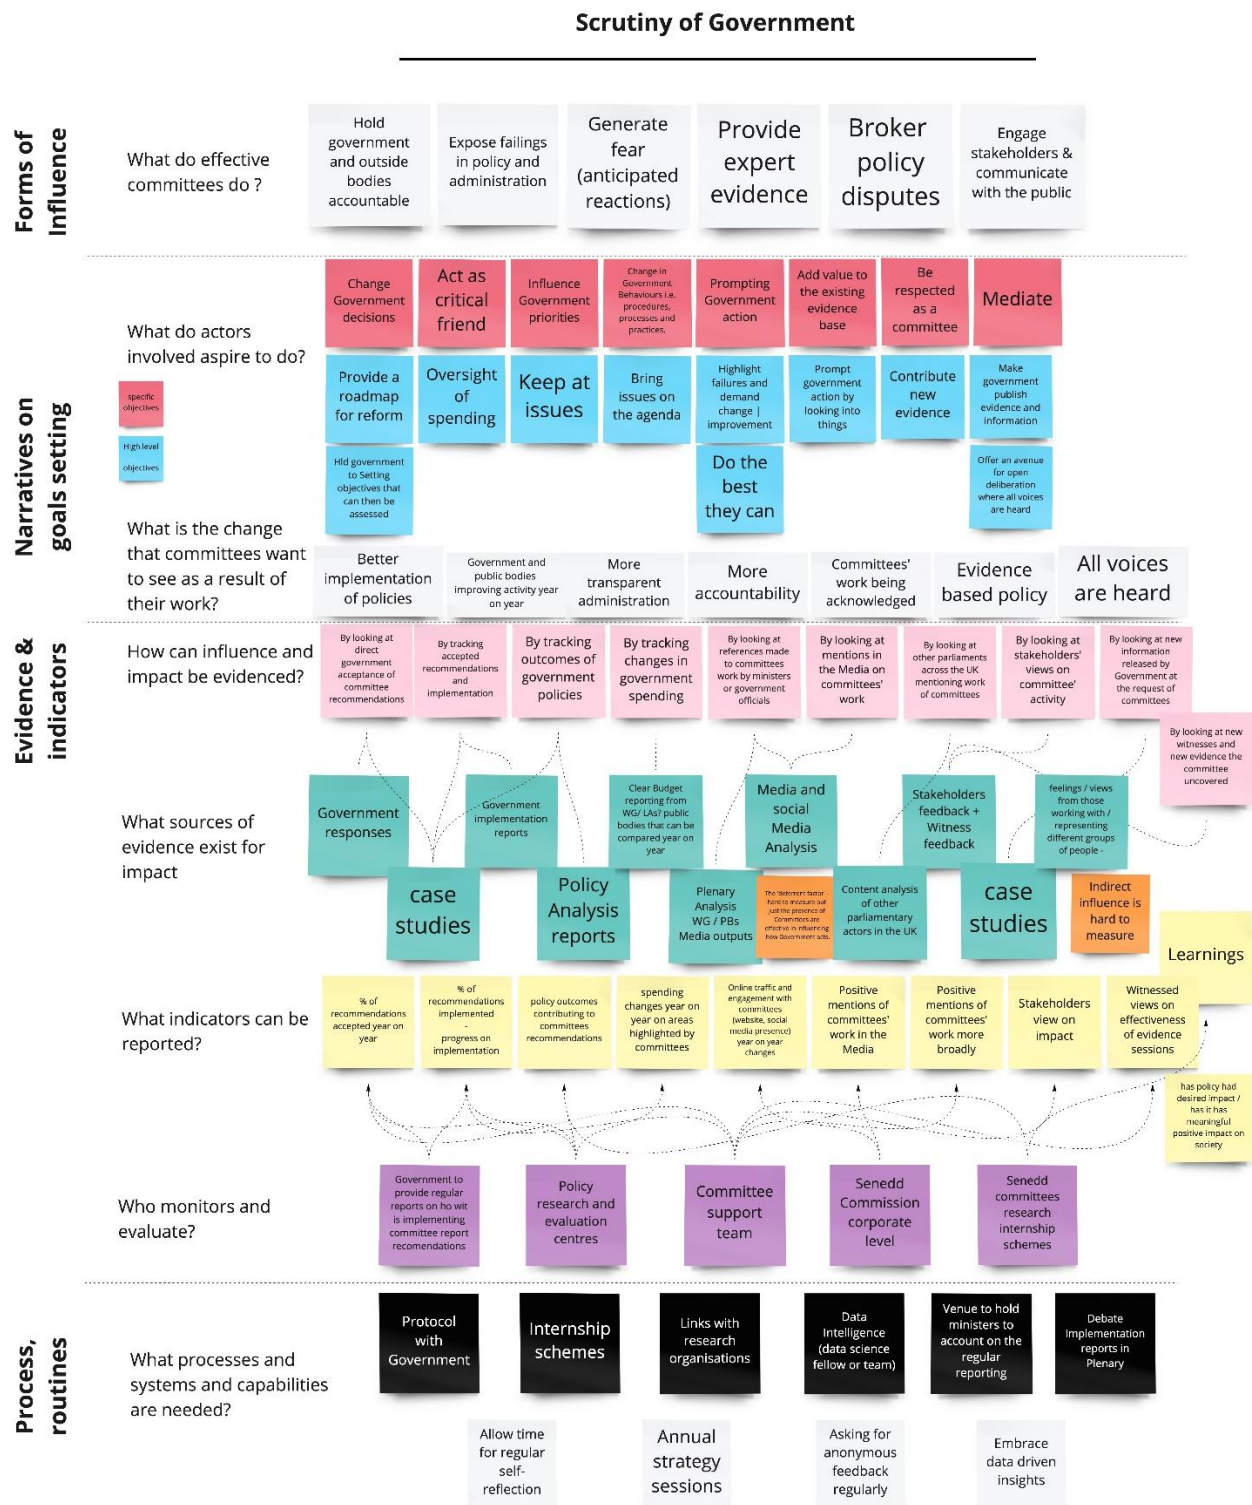 Scrutiny of Government
Forms of
Influence
What do effective
committees do ?
Hold
government
and outside
bodies
accountable
Expose failings
in policy and
administration
Generate
fear
(anticipated
reactions)
Provide
expert
evidence
Broker
policy
disputes
Engage
stakeholders &
communicate
with the public
Narratives on
goals setting
What do actors
involved aspire to do?
specific
objectives
High level
objectives
Change
Government
decisions
Act as
critical
friend
Influence
Government
priorities
Change in
Government
Behaviours i.e.
procedures,
processes and
practices.
Prompting
Government
action
Add value to
the existing
evidence
base
Be
respected
as a
committee
Mediate
Provide a
roadmap
for reform
Oversight
of
spending
Keep at
issues
Bring
issues on
the agenda
Highlight
failures and
demand
change |
improvement
Prompt
government
action by
looking into
things
Contribute
new
evidence
Make
government
publish
evidence and
information
Hld government
to Setting
objectives that
can then be
assessed
Do the
best
they can
Offer an avenue
for open
deliberation
where all voices
are heard
What is the change
that committees want
to see as a result of
their work?
Better
implementation
of policies
Government and
public bodies
improving activity year
on year
More
transparent
administration
More
accountability
Committees'
work being
acknowledged
Evidence
based policy
All voices
are heard
Evidence &
indicators
How can influence and
impact be evidenced?
By looking at
direct
government
acceptance of
committee
recommendations
By tracking
accepted
recommendations
and
implementation
By tracking
outcomes of
government
policies
By tracking
changes in
government
spending
By looking at
references made
to committees
work by ministers
or government
officials
By looking at
mentions in
the Media on
committees'
work
By looking at
other parliaments
across the UK
mentioning work
of committees
By looking at
stakeholders'
views on
committee'
activity
By looking at new
information
released by
Government at
the request of
committees
By looking at new
witnesses and
new evidence the
committee
uncovered
What sources of
evidence exist for
impact
Government
responses
Government
implementation
reports
Clear Budget
reporting from
WG/ LAs? public
bodies that can be
compared year on
year
Media and
social
Media
Analysis
Stakeholders
feedback +
Witness
feedback
feelings / views
from those
working with /
representing
different groups
of people -
case
studies
Policy
Analysis
reports
Plenary
Analysis
WG / PBs
Media outputs
The 'deterrent factor' -
hard to measure but
just the presence of
Committees are
effective in influencing
how Government acts.
Content analysis
of other
parliamentary
actors in the UK
case
studies
Indirect
influence is
hard to
measure
Learnings
What indicators can be
reported?
% of
recommendations
accepted year on
year
% of
recommendations
implemented
-
progress on
implementation
policy outcomes
contributing to
committees
recommendations
spending
changes year on
year on areas
highlighted by
committees
Online traffic and
engagement with
committees
(website, social
media presence)
year on year
changes
Positive
mentions of
committees'
work in the
Media
Positive
mentions of
committees'
work more
broadly
Stakeholders
view on
impact
Witnessed
views on
effectiveness
of evidence
sessions
has policy had
desired impact /
has it has
meaningful
positive impact on
society
Who monitors and
evaluate?
Government to
provide regular
reports on ho wit
is implementing
committee report
recomendations
Policy
research and
evaluation
centres
Committee
support
team
Senedd
Commission
corporate
level
Senedd
committees
research
internship
schemes
Process,
routines
What processes and
systems and capabilities
are needed?
Protocol
with
Government
Internship
schemes
Links with
research
organisations
Data
Intelligence
(data science
fellow or team)
Venue to hold
ministers to
account on the
regular
reporting
Debate
Implementation
reports in
Plenary
Allow time
for regular
self-
reflection
Annual
strategy
sessions
Asking for
anonymous
feedback
regularly
Embrace
data driven
insights